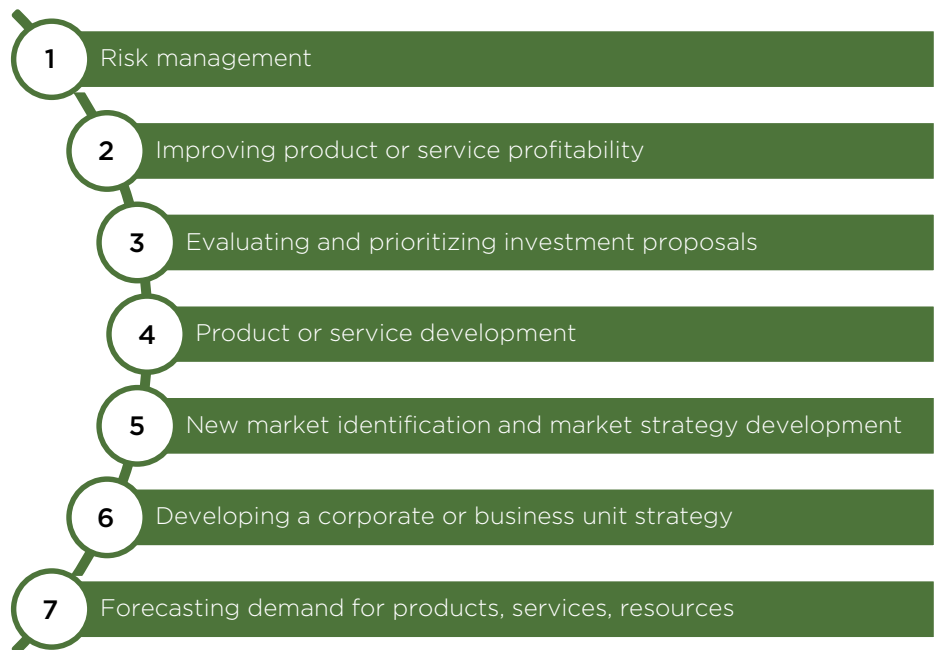 1 Risk management
2 Improving product or service profitability
3 Evaluating and prioritizing investment proposals
4 Product or service development
5 New market identification and market strategy development
6 Developing a corporate or business unit strategy
7 Forecasting demand for products, services, resources